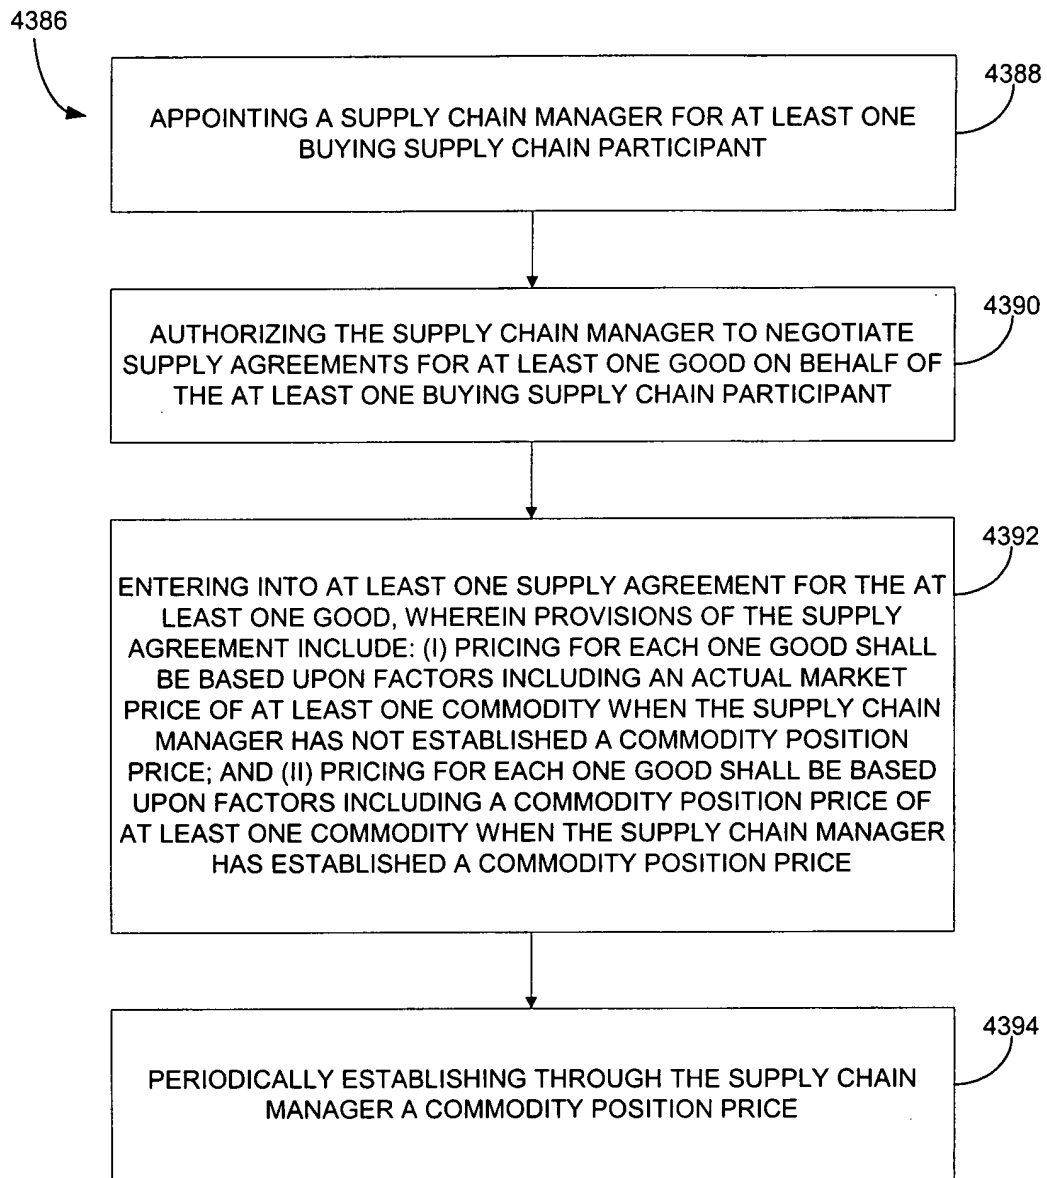 4386
4388
APPOINTING A SUPPLY CHAIN MANAGER FOR AT LEAST ONE
BUYING SUPPLY CHAIN PARTICIPANT
4390
AUTHORIZING THE SUPPLY CHAIN MANAGER TO NEGOTIATE
SUPPLY AGREEMENTS FOR AT LEAST ONE GOOD ON BEHALF OF
THE AT LEAST ONE BUYING SUPPLY CHAIN PARTICIPANT
4392
ENTERING INTO AT LEAST ONE SUPPLY AGREEMENT FOR THE AT
LEAST ONE GOOD, WHEREIN PROVISIONS OF THE SUPPLY
AGREEMENT INCLUDE: (I) PRICING FOR EACH ONE GOOD SHALL
BE BASED UPON FACTORS INCLUDING AN ACTUAL MARKET
PRICE OF AT LEAST ONE COMMODITY WHEN THE SUPPLY CHAIN
MANAGER HAS NOT ESTABLISHED A COMMODITY POSITION
PRICE; AND (II) PRICING FOR EACH ONE GOOD SHALL BE BASED
UPON FACTORS INCLUDING A COMMODITY POSITION PRICE OF
AT LEAST ONE COMMODITY WHEN THE SUPPLY CHAIN MANAGER
HAS ESTABLISHED A COMMODITY POSITION PRICE
4394
PERIODICALLY ESTABLISHING THROUGH THE SUPPLY CHAIN
MANAGER A COMMODITY POSITION PRICE